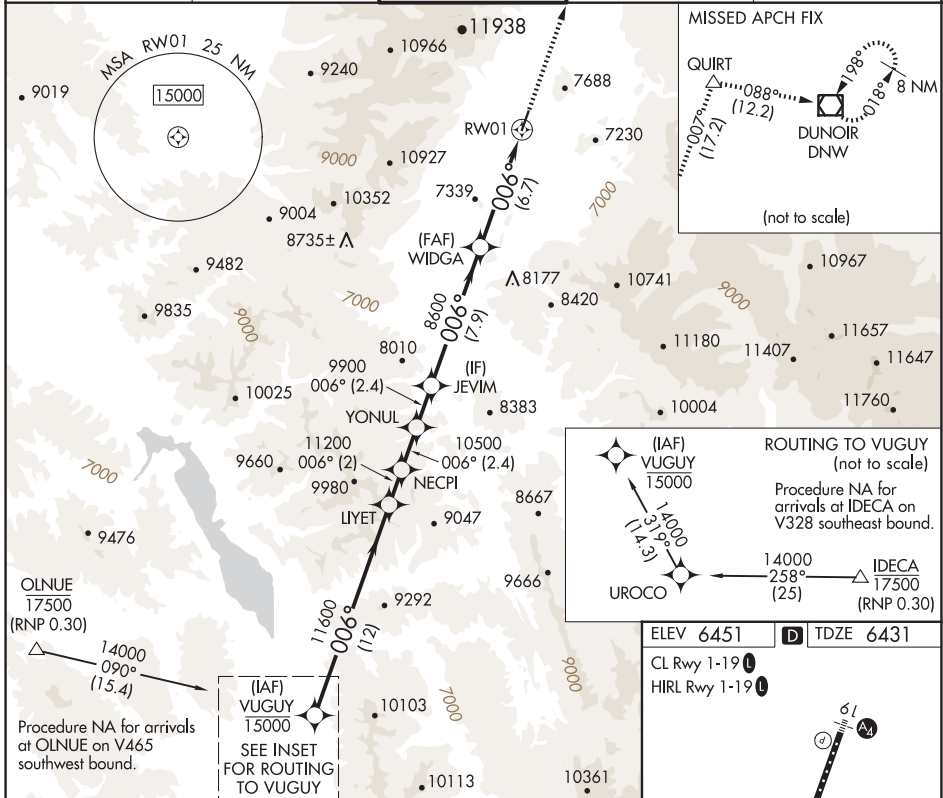 MSA RW01 25 NM
15000
9019
9240
10966
11938
7688
RW01
7230
9000
10927
7339
006°
(6.7)
7000
10352
9004
8735±
(FAF)
WIDGA
9482
8177
10741
9000
10967
7000
8420
9835
9000
8600
006°
(7.9)
11657
11180
11407
11647
8010
9900
006° (2.4)
(IF)
JEVIM
10025
YONUL
8383
10004
11760
11200
006° (2)
10500
006° (2.4)
9660
7000
9980
NECPI
LIYET
9047
8667
9476
9666
9292
11600
006°
(12)
OLNUE
17500
(RNP 0.30)
14000
090°
(15.4)
Procedure NA for arrivals
at OLNUE on V465
southwest bound.
(IAF)
VUGUY
15000
SEE INSET
FOR ROUTING
TO VUGUY
10103
7000
9000
10113
10361
MISSED APCH FIX
QUIRT
088°
(12.2)
198°
018°
8 NM
007°
(17.2)
DUNOIR
DNW
(not to scale)
(IAF)
VUGUY
15000
ROUTING TO VUGUY
(not to scale)
Procedure NA for
arrivals at IDECA on
V328 southeast bound.
14000
319°
(14.3)
UROCO
14000
258°
(25)
IDECA
17500
(RNP 0.30)
ELEV 6451 D TDZE 6431
CL Rwy 1-19 L
HIRL Rwy 1-19 L
19
P
A4